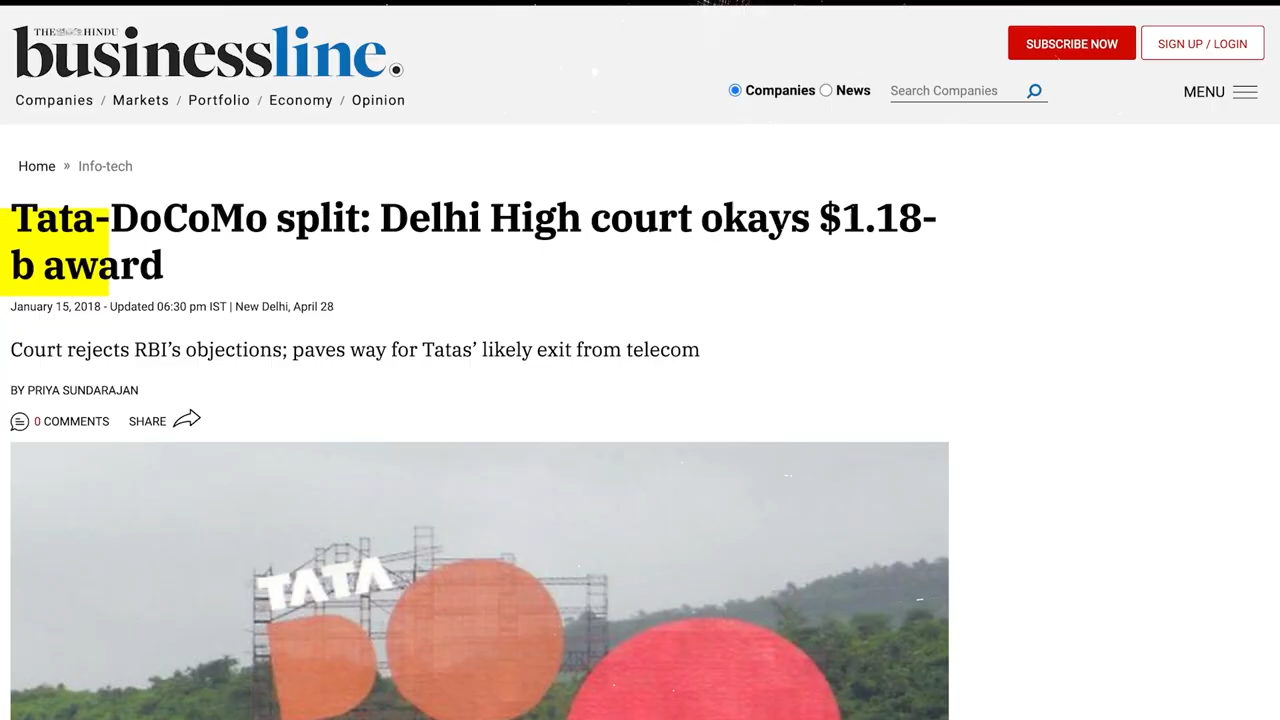 THE HINDU
businessline.
SUBSCRIBE NOW
SIGN UP / LOGIN
Companies / Markets / Portfolio / Economy / Opinion
Companies News
Search Companies
MENU
Home » Info-tech
Tata-DoCoMo split: Delhi High court okays $1.18-
b award
January 15, 2018 - Updated 06:30 pm IST | New Delhi, April 28
Court rejects RBI’s objections; paves way for Tatas’ likely exit from telecom
BY PRIYA SUNDARAJAN
0 COMMENTS
SHARE
TATA
DO